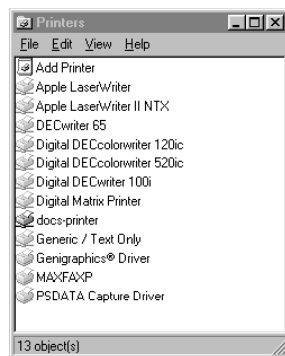 Printers
File Edit View Help
Add Printer
Apple LaserWriter
Apple LaserWriter II NTX
DECwriter 65
Digital DECcolorwriter 120ic
Digital DECcolorwriter 520ic
Digital DECwriter 100i
Digital Matrix Printer
docs-printer
Generic / Text Only
Genigraphics® Driver
MAXFAXP
PSDATA Capture Driver
13 object(s)